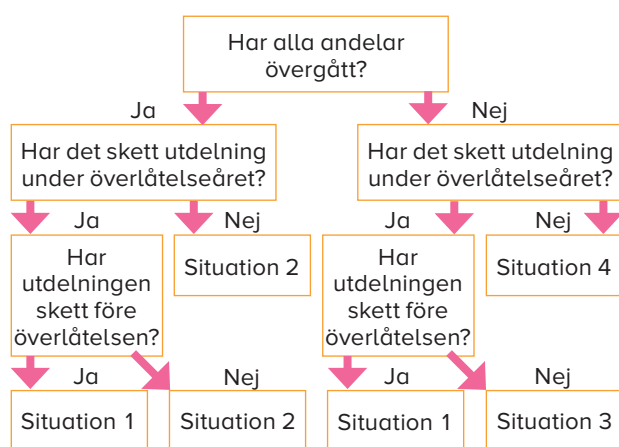 Har alla andelar
övergått?
Ja
Nej
Har det skett utdelning
under överlåtelseåret?
Har det skett utdelning
under överlåtelseåret?
Ja
Nej
Ja
Nej
Har
utdelningen
skett före
överlåtelsen?
Situation 2
Har
utdelningen
skett före
överlåtelsen?
Situation 4
Ja
Nej
Ja
Nej
Situation 1
Situation 2
Situation 1
Situation 3